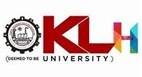 KLH
(DEEMED TO BE UNIVERSITY)